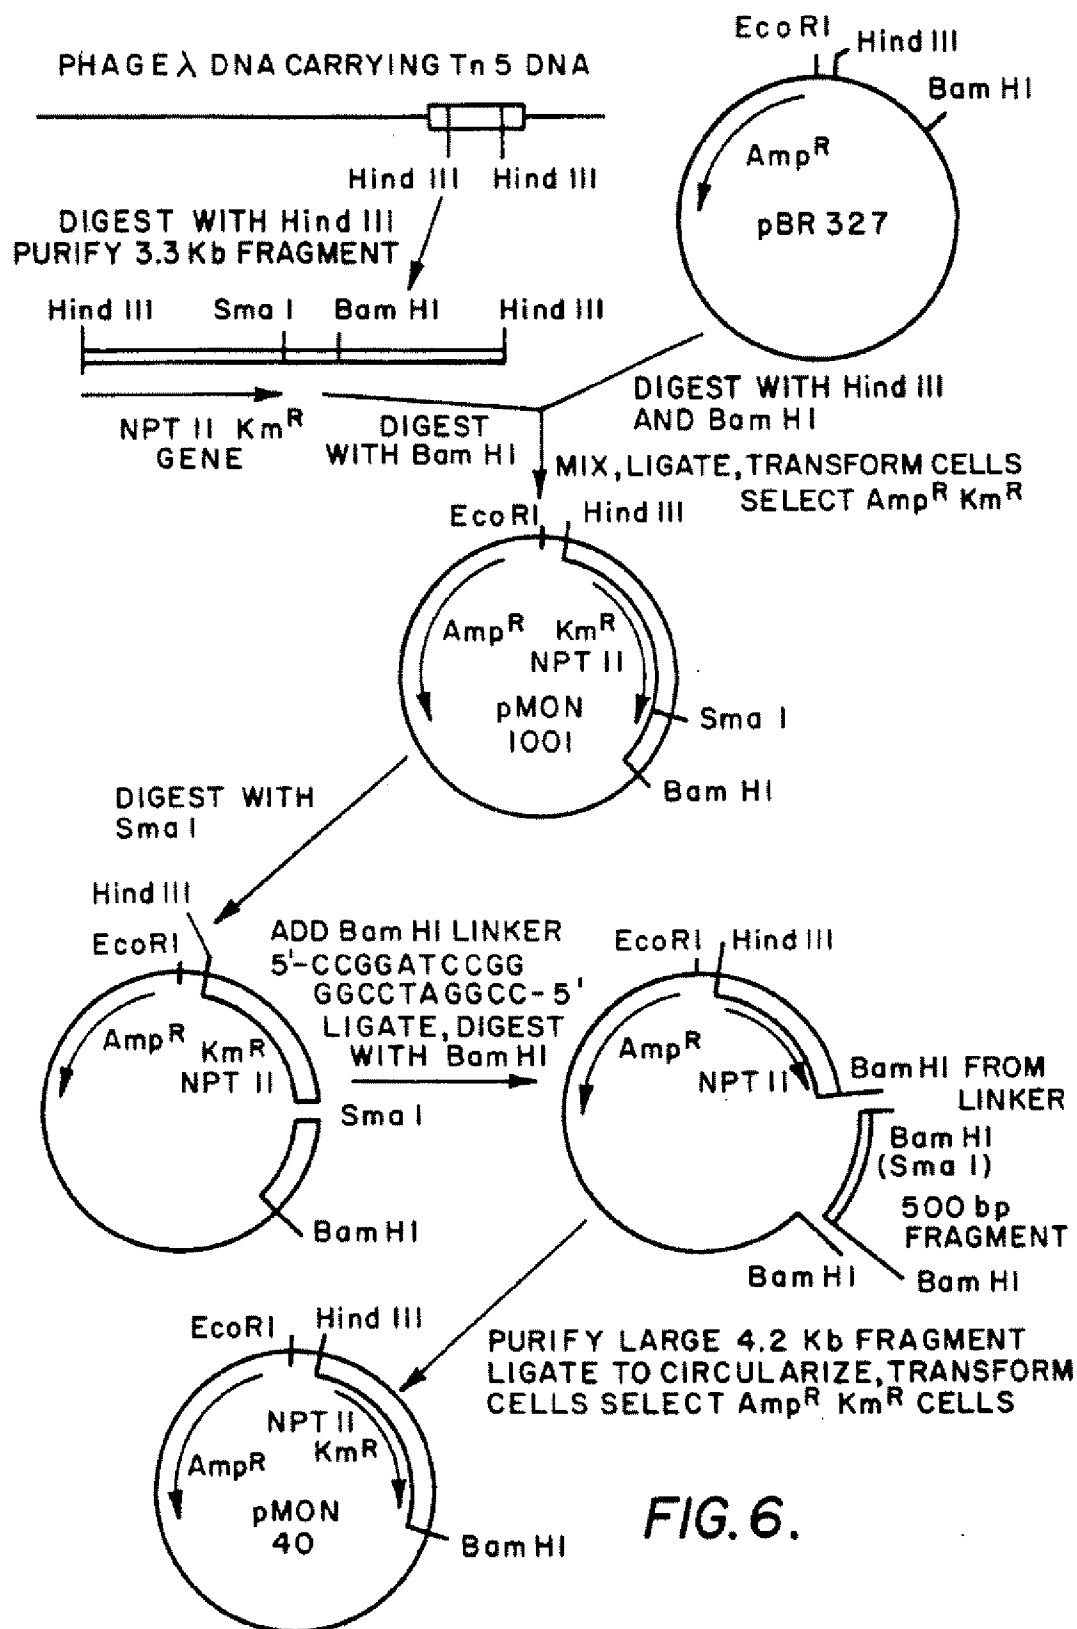 PHAGE λ DNA CARRYING Tn 5 DNA
Hind III Hind III
DIGEST WITH Hind III
PURIFY 3.3 Kb FRAGMENT
Hind III Sma I Bam HI Hind III
NPT II KmR
GENE
DIGEST
WITH Bam HI
EcoRI
Hind III
Bam HI
AmpR
pBR 327
DIGEST WITH Hind III
AND Bam HI
MIX, LIGATE, TRANSFORM CELLS
SELECT AmpR KmR
EcoRI Hind III
AmpR KmR
NPT II
pMON
1001
Sma I
Bam HI
DIGEST WITH
Sma I
Hind III
EcoRI
AmpR KmR
NPT II
Sma I
Bam HI
ADD Bam HI LINKER
5'-CCGGATCCGG
GGCCTAGGCC-5'
LIGATE, DIGEST
WITH Bam HI
EcoRI Hind III
AmpR
NPT II
Bam HI FROM
LINKER
Bam HI
(Sma I)
500 bp
FRAGMENT
Bam HI
Bam HI
PURIFY LARGE 4.2 Kb FRAGMENT
LIGATE TO CIRCULARIZE, TRANSFORM
CELLS SELECT AmpR KmR CELLS
EcoRI Hind III
NPT II
KmR
AmpR
pMON
40
Bam HI
FIG. 6.